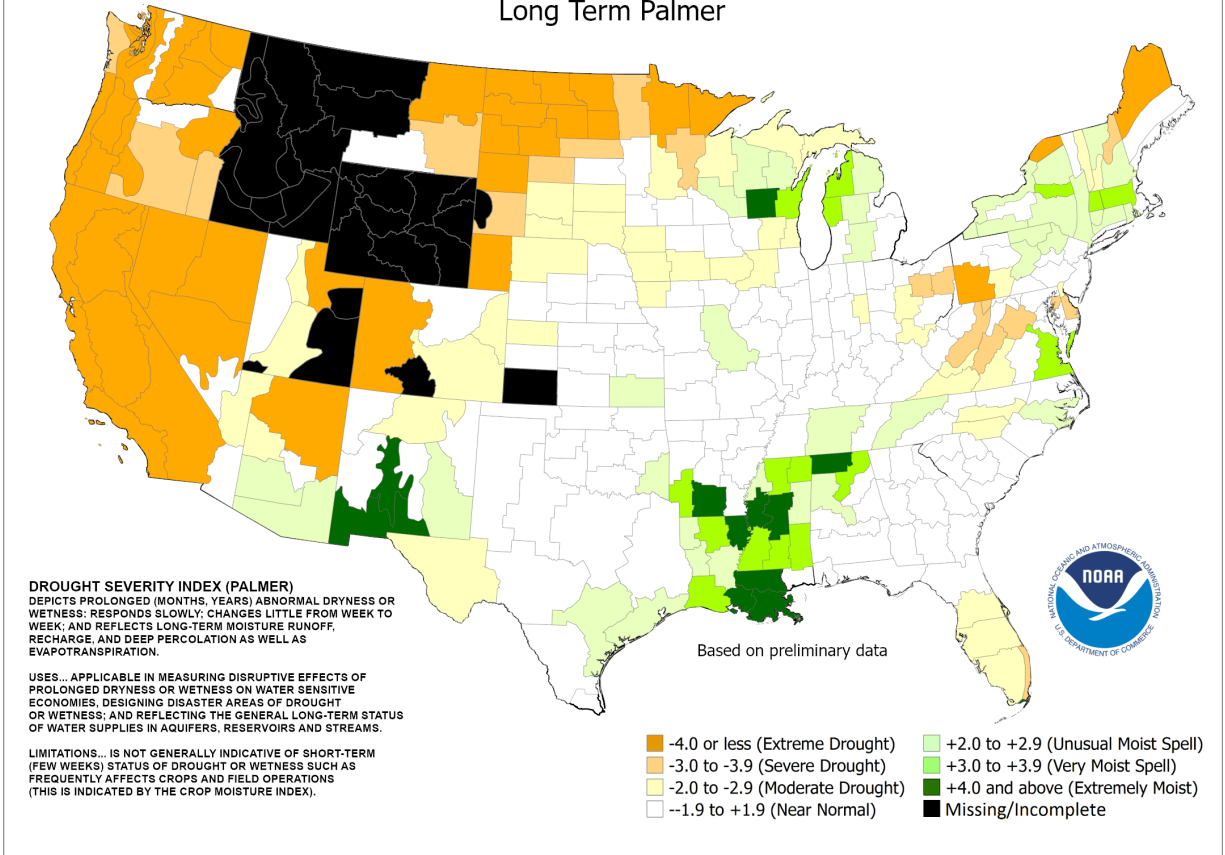 Long Term Palmer
DROUGHT SEVERITY INDEX (PALMER)
DEPICTS PROLONGED (MONTHS, YEARS) ABNORMAL DRYNESS OR
WETNESS: RESPONDS SLOWLY; CHANGES LITTLE FROM WEEK TO
WEEK; AND REFLECTS LONG-TERM MOISTURE RUNOFF,
RECHARGE, AND DEEP PERCOLATION AS WELL AS
EVAPOTRANSPIRATION.
USES... APPLICABLE IN MEASURING DISRUPTIVE EFFECTS OF
PROLONGED DRYNESS OR WETNESS ON WATER SENSITIVE
ECONOMIES, DESIGNING DISASTER AREAS OF DROUGHT
OR WETNESS; AND REFLECTING THE GENERAL LONG-TERM STATUS
OF WATER SUPPLIES IN AQUIFERS, RESERVOIRS AND STREAMS.
LIMITATIONS... IS NOT GENERALLY INDICATIVE OF SHORT-TERM
(FEW WEEKS) STATUS OF DROUGHT OR WETNESS SUCH AS
FREQUENTLY AFFECTS CROPS AND FIELD OPERATIONS
(THIS IS INDICATED BY THE CROP MOISTURE INDEX).
NATIONAL OCEANIC AND ATMOSPHERIC ADMINISTRATION
NOAA
U.S. DEPARTMENT OF COMMERCE
Based on preliminary data
-4.0 or less (Extreme Drought)
-3.0 to -3.9 (Severe Drought)
-2.0 to -2.9 (Moderate Drought)
--1.9 to +1.9 (Near Normal)
+2.0 to +2.9 (Unusual Moist Spell)
+3.0 to +3.9 (Very Moist Spell)
+4.0 and above (Extremely Moist)
Missing/Incomplete